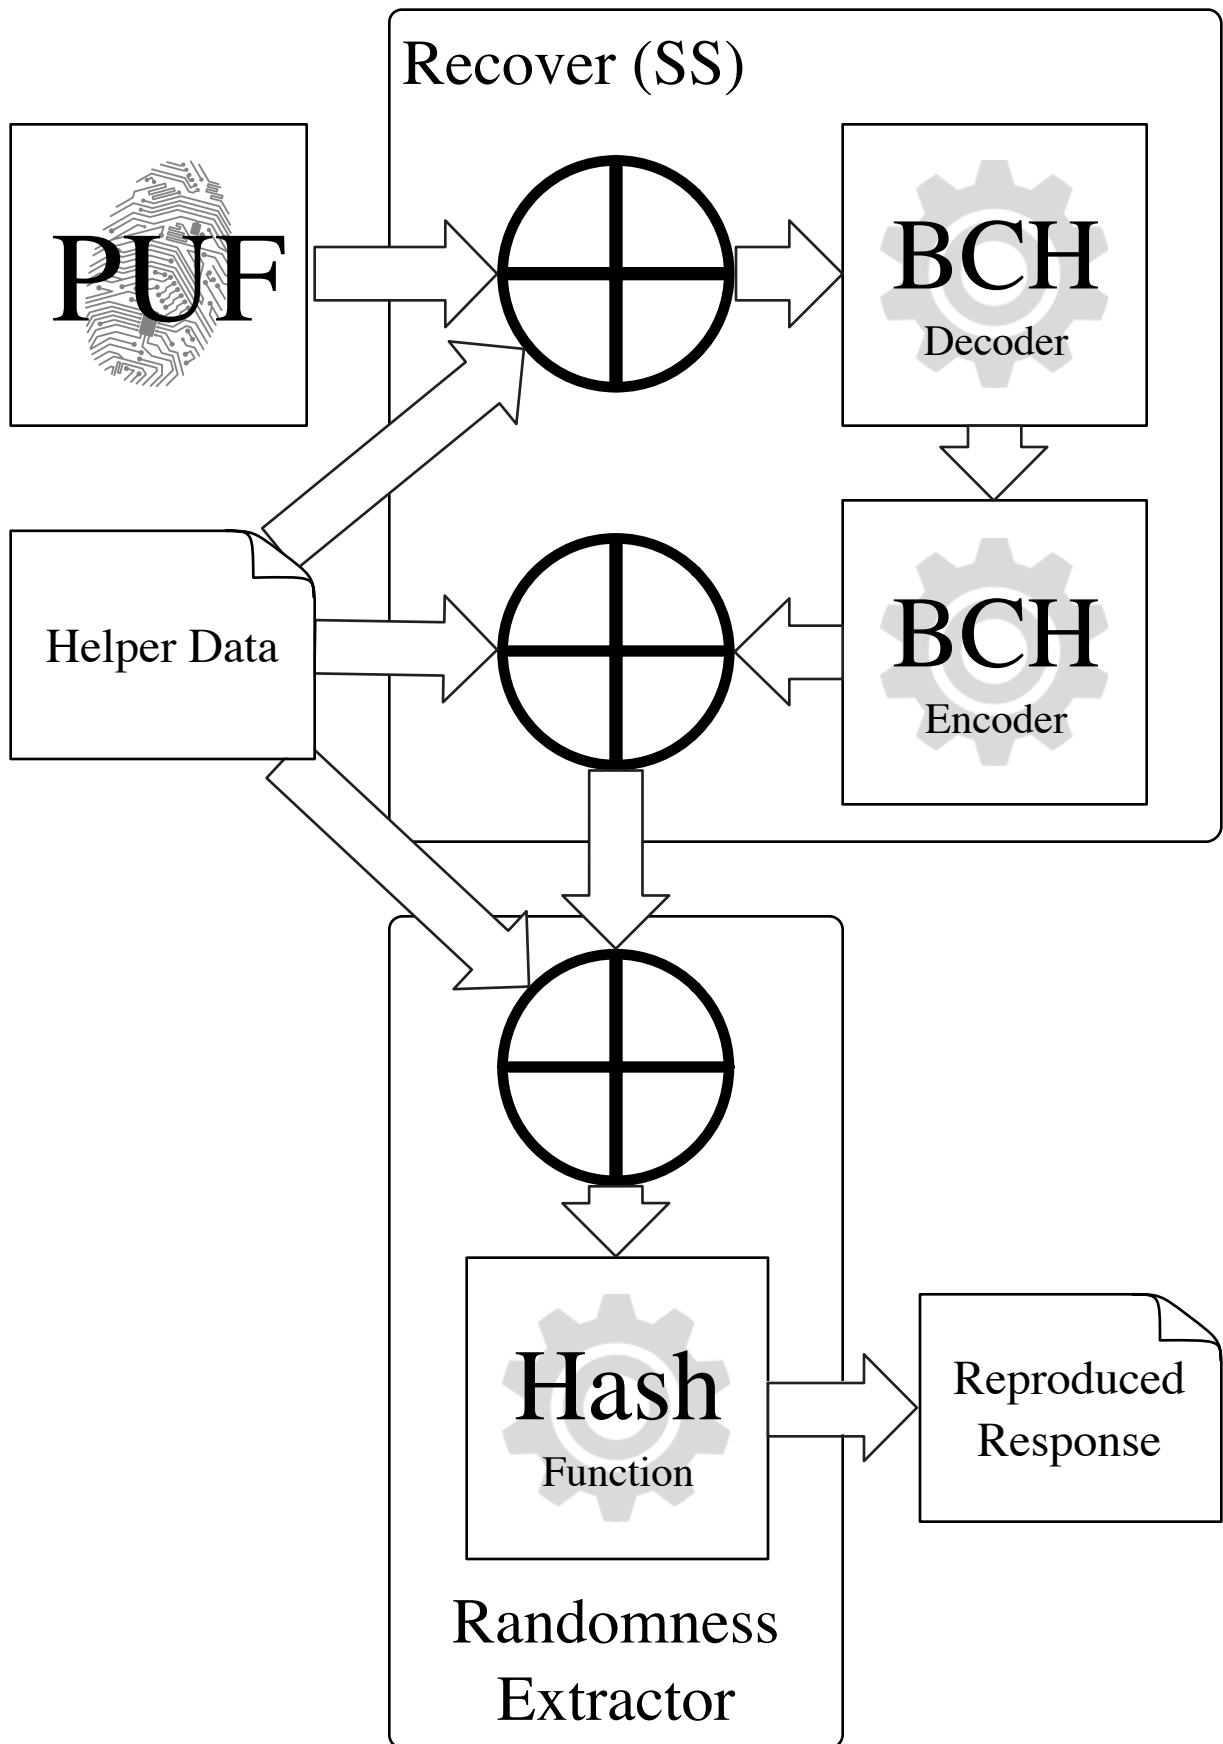 Recover (SS)
PUF
BCH
Decoder
Helper Data
BCH
Encoder
Hash
Function
Reproduced
Response
Randomness
Extractor